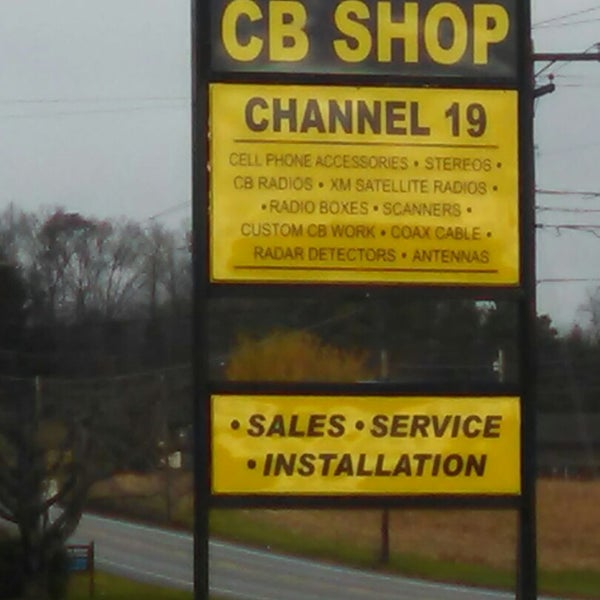 CB SHOP
CHANNEL 19
CELL PHONE ACCESSORIES • STEREOS •
CB RADIOS • XM SATELLITE RADIOS •
• RADIO BOXES • SCANNERS •
CUSTOM CB WORK • COAX CABLE •
RADAR DETECTORS • ANTENNAS
• SALES • SERVICE
• INSTALLATION